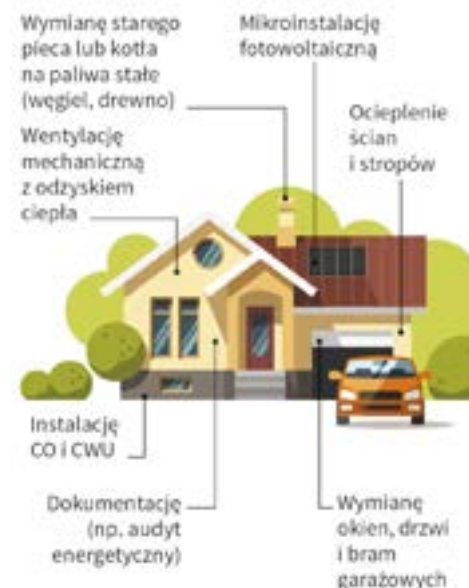 Wymianę starego
pieca lub kotła
na paliwa stałe
(węgiel, drewno)
Mikroinstalację
fotowoltaiczną
Wentylację
mechaniczną
z odzyskiem
ciepła
Ocieplenie
ścian
i stropów
Instalację
CO i CWU
Dokumentację
(np. audyt
energetyczny)
Wymianę
okien, drzwi
i bram
garażowych